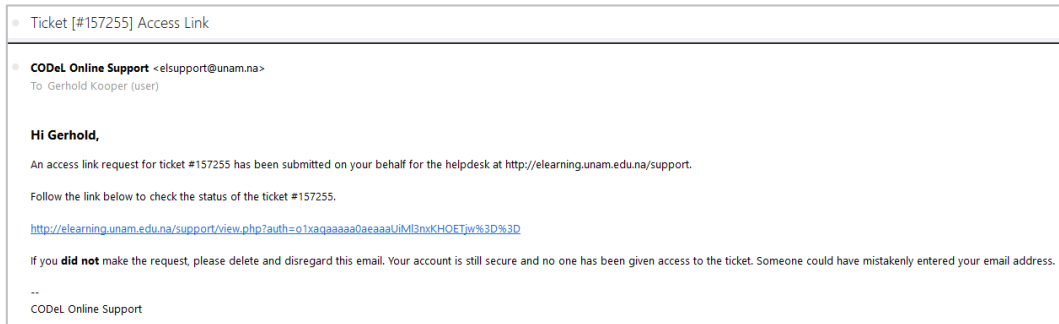 Ticket [#157255] Access Link
CODeL Online Support <elsupport@unam.na>
To Gerhold Kooper (user)
Hi Gerhold,
An access link request for ticket #157255 has been submitted on your behalf for the helpdesk at http://elearning.unam.edu.na/support.
Follow the link below to check the status of the ticket #157255.
http://elearning.unam.edu.na/support/view.php?auth=o1xaqaaaaa0aeaaaUiMl3nxKHOETjw%3D%3D
If you did not make the request, please delete and disregard this email. Your account is still secure and no one has been given access to the ticket. Someone could have mistakenly entered your email address.
--
CODeL Online Support